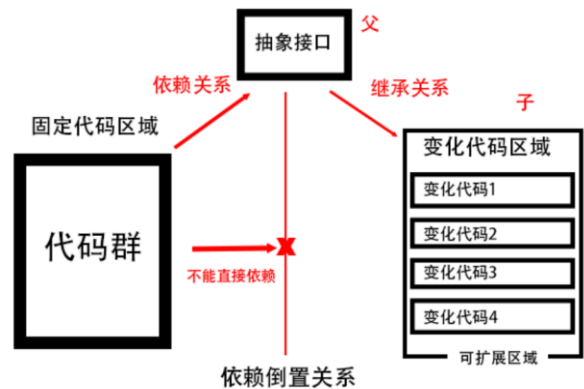 抽象接口
父
依赖关系
继承关系
子
固定代码区域
代码群
不能直接依赖
变化代码区域
变化代码1
变化代码2
变化代码3
变化代码4
可扩展区域
依赖倒置关系